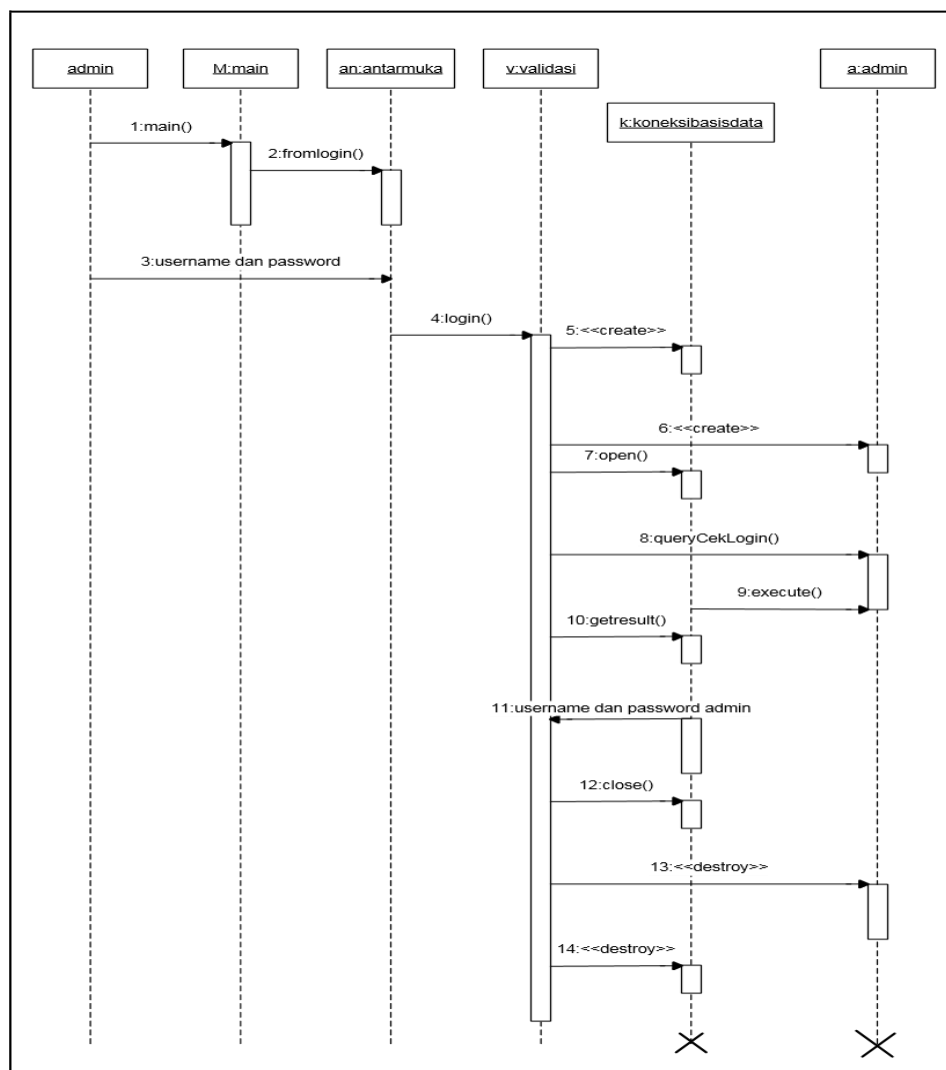 admin
M:main
an:antarmuka
v:validasi
a:admin
k:koneksibasisdata
1:main()
2:fromlogin()
3:username dan password
4:login()
5:<<create>>
6:<<create>>
7:open()
8:queryCekLogin()
9:execute()
10:getresult()
11:username dan password admin
12:close()
13:<<destroy>>
14:<<destroy>>